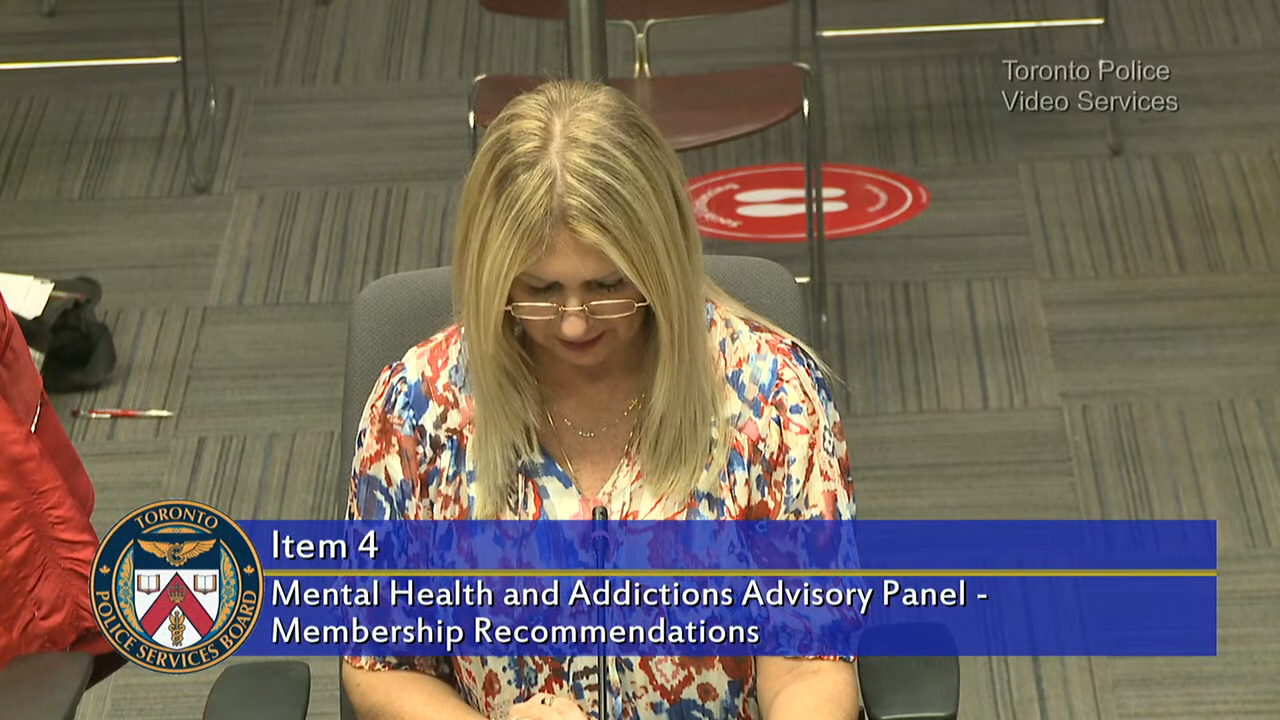 Toronto Police
Video Services
TORONTO
POLICE SERVICES BOARD
Item 4
Mental Health and Addictions Advisory Panel -
Membership Recommendations